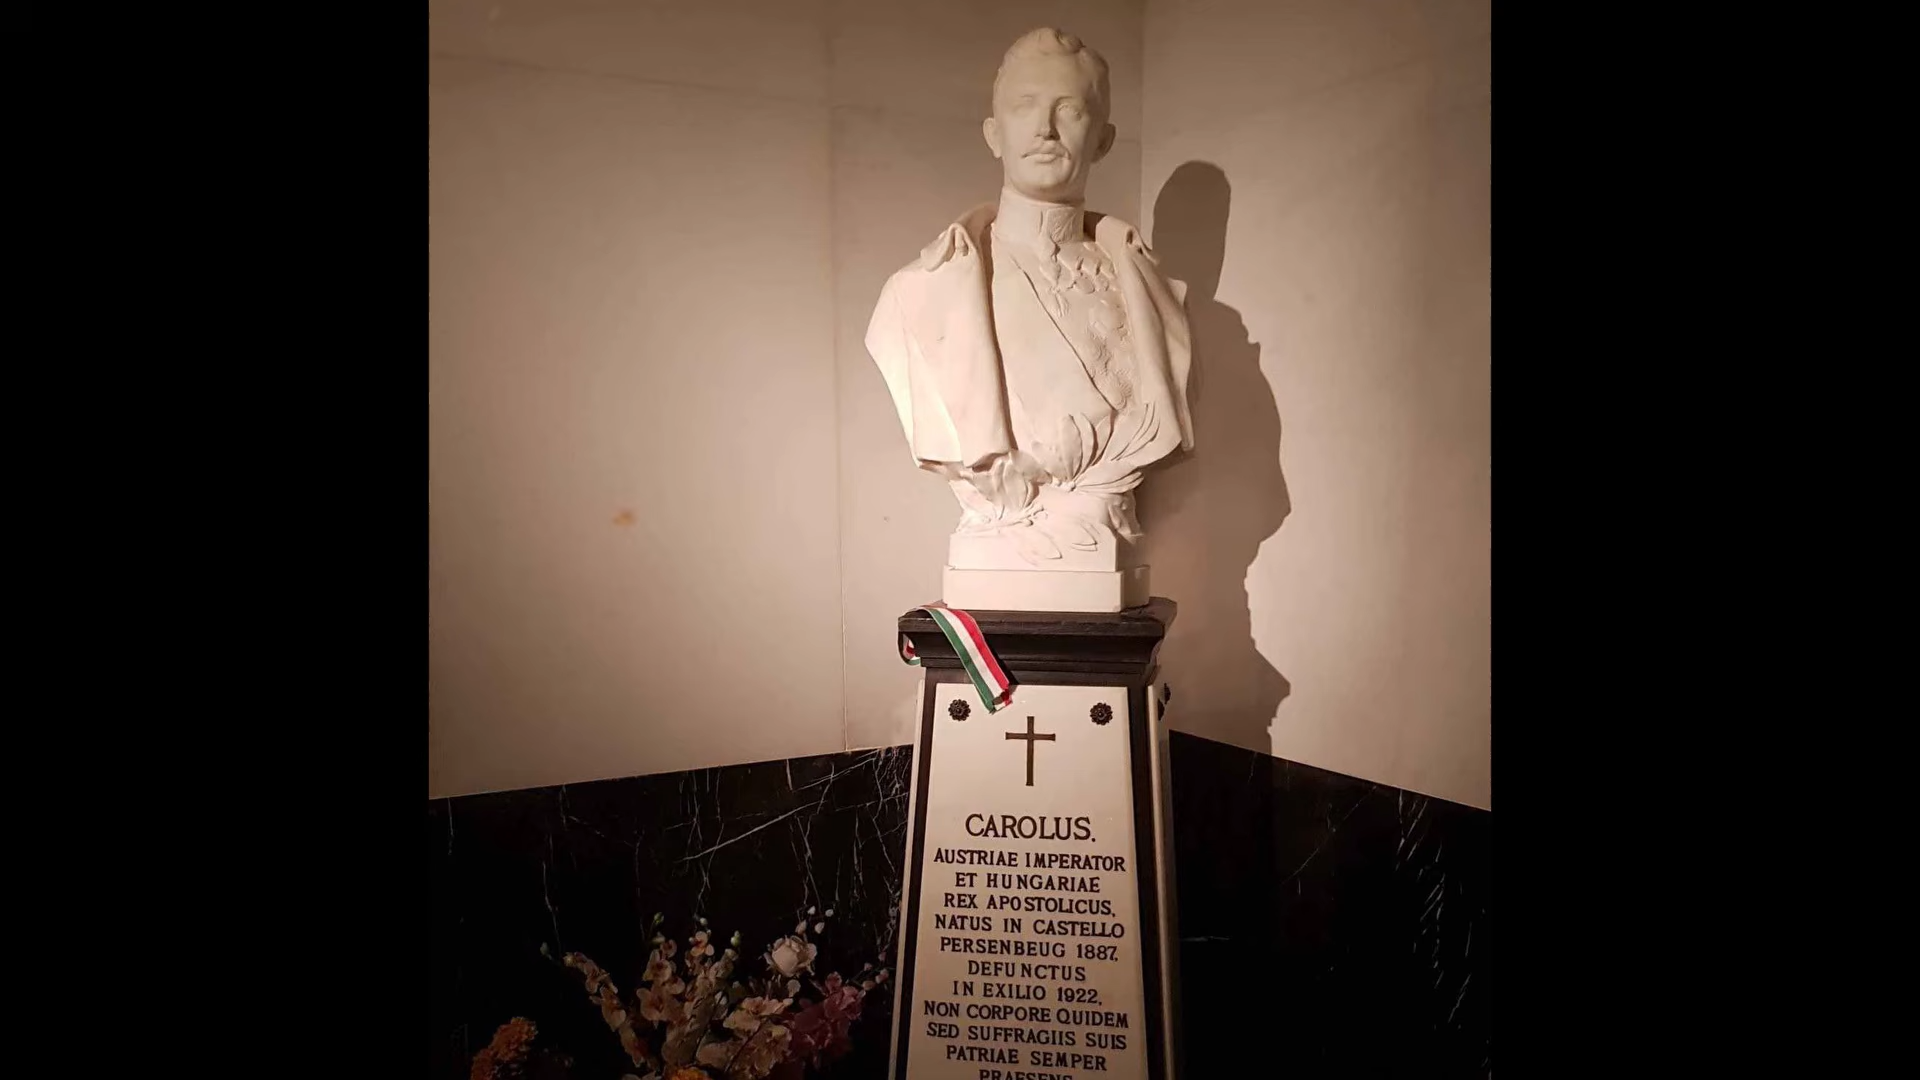 CAROLUS.
AUSTRIAE IMPERATOR
ET HUNGARIAE
REX APOSTOLICUS,
NATUS IN CASTELLO
PERSENBEUG 1887,
DEFUNCTUS
IN EXILIO 1922,
NON CORPORE QUIDEM
SED SUFFRAGIIS SUIS
PATRIAE SEMPER
PRAESENS